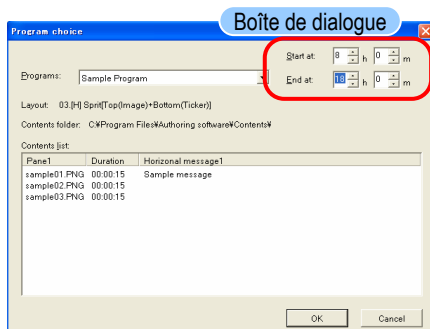 Boîte de dialogue
Program choice
Start at: 8 h 0 m
Programs: Sample Program
End at: 18 h 0 m
Layout: 03.[H] Sprit[Top(Image)+Bottom(Ticker)]
Contents folder: C:¥Program Files¥Authoring software¥Contents¥
Contents list:
Pane1 Duration Horizonal message1
sample01.PNG 00:00:15 Sample message
sample02.PNG 00:00:15
sample03.PNG 00:00:15
OK Cancel